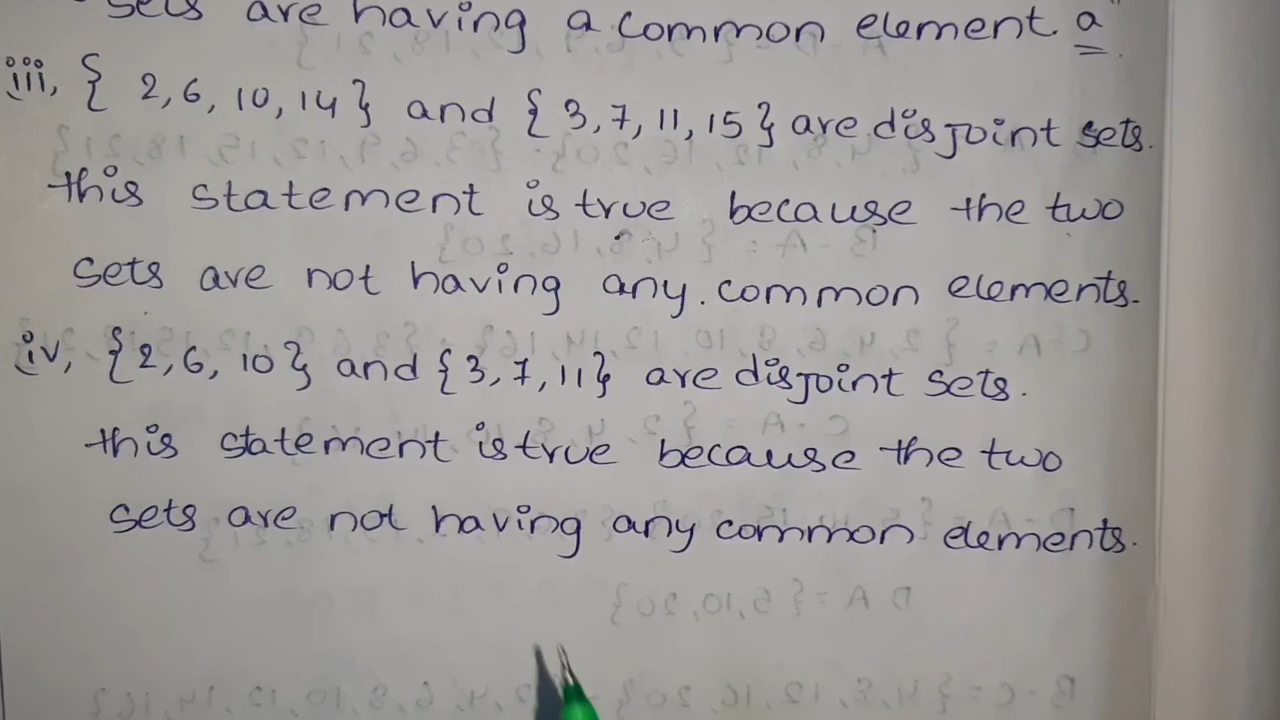 sets are having a common element a"
iii, { 2, 6, 10, 14 } and { 3, 7, 11, 15 } are disjoint sets.
this statement is true because the two
sets are not having any common elements.
iv, {2, 6, 10} and {3, 7, 11} are disjoint sets.
this statement is true because the two
sets are not having any common elements.